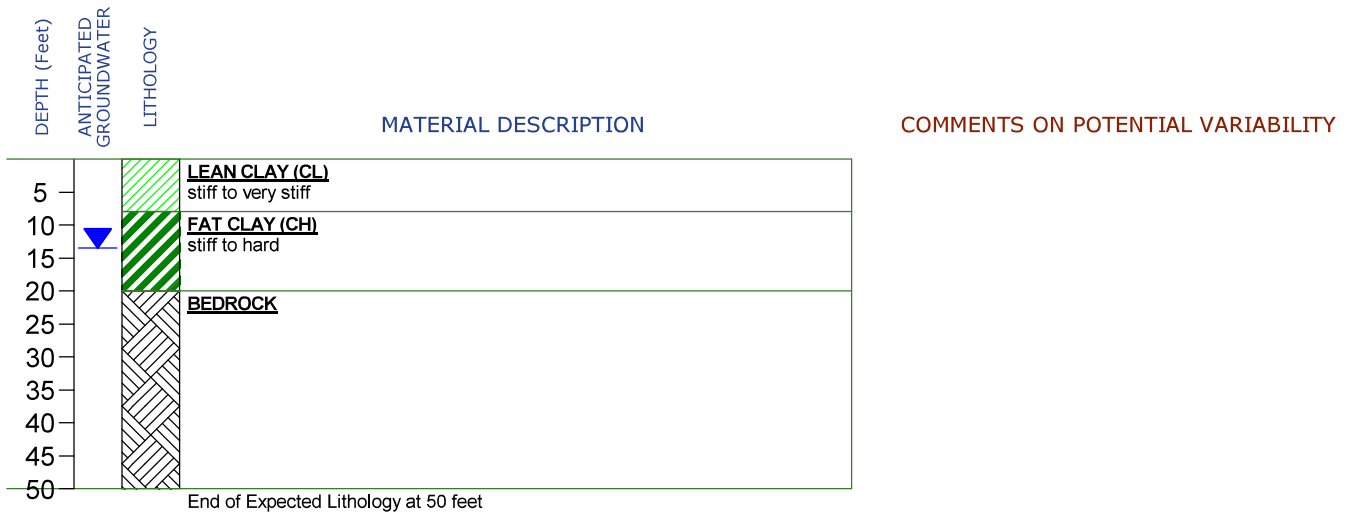 DEPTH (Feet)
ANTICIPATED
GROUNDWATER
LITHOLOGY
MATERIAL DESCRIPTION
COMMENTS ON POTENTIAL VARIABILITY
LEAN CLAY (CL)
stiff to very stiff
5
10
FAT CLAY (CH)
stiff to hard
15
20
BEDROCK
25
30
35
40
45
50
End of Expected Lithology at 50 feet